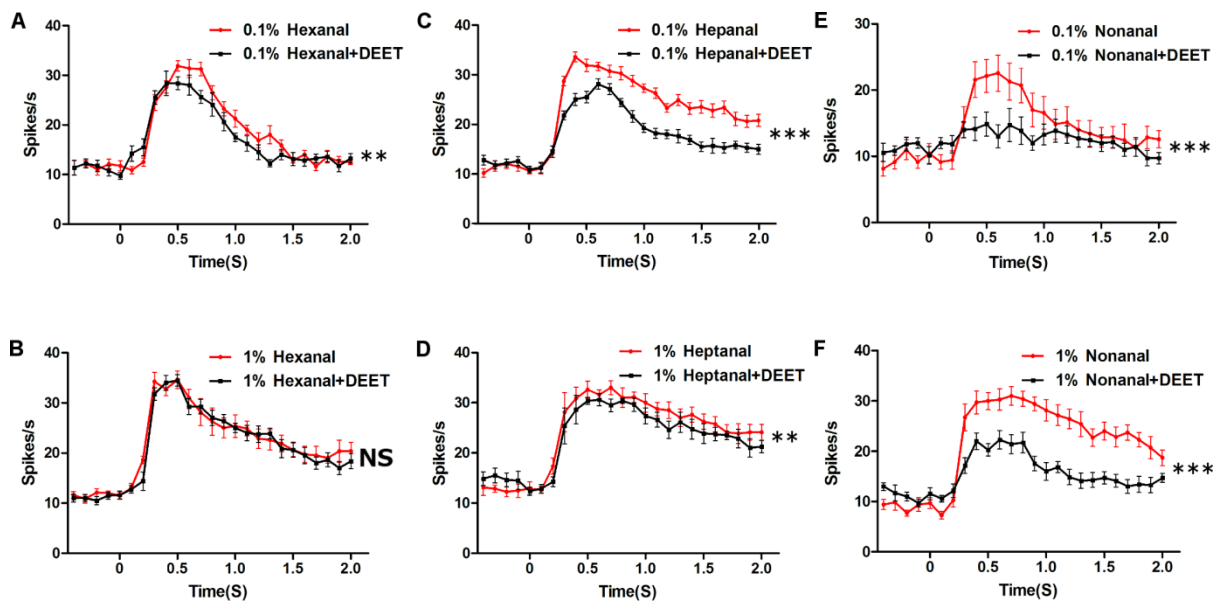 A
0.1% Hexanal
0.1% Hexanal+DEET
Spikes/s
40
30
20
10
0
**
0 0.5 1.0 1.5 2.0
Time(S)
C
0.1% Hepanal
0.1% Hepanal+DEET
Spikes/s
40
30
20
10
0
***
0 0.5 1.0 1.5 2.0
Time(S)
E
0.1% Nonanal
0.1% Nonanal+DEET
Spikes/s
30
20
10
0
***
0 0.5 1.0 1.5 2.0
Time(S)
B
1% Hexanal
1% Hexanal+DEET
Spikes/s
40
30
20
10
0
NS
0 0.5 1.0 1.5 2.0
Time(S)
D
1% Heptanal
1% Heptanal+DEET
Spikes/s
40
30
20
10
0
**
0 0.5 1.0 1.5 2.0
Time(S)
F
1% Nonanal
1% Nonanal+DEET
Spikes/s
40
30
20
10
0
***
0 0.5 1.0 1.5 2.0
Time(S)